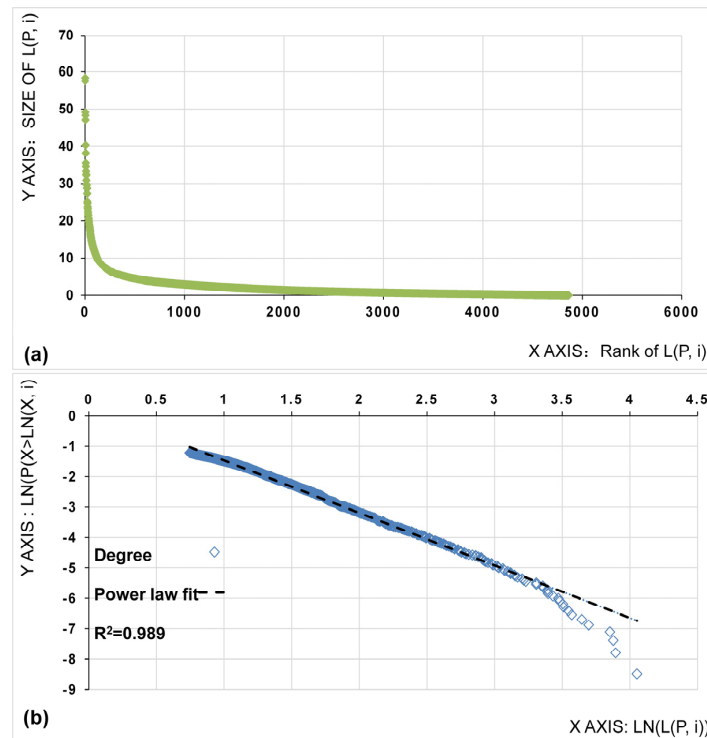 Y AXIS: SIZE OF L(P, i)
70
60
50
40
30
20
10
0
0 1000 2000 3000 4000 5000 6000
(a)
X AXIS: Rank of L(P, i)
0 0.5 1 1.5 2 2.5 3 3.5 4 4.5
Y AXIS : LN(P(X>LN(X, i)
0
-1
-2
-3
-4
-5
-6
-7
-8
-9
Degree
Power law fit
R²=0.989
(b)
X AXIS: LN(L(P, i))